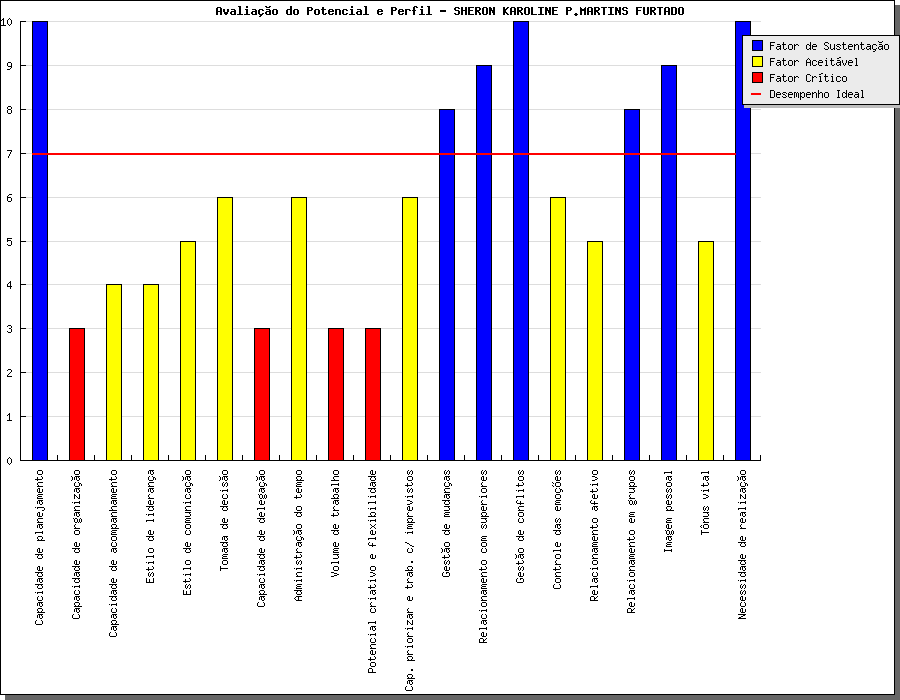 Avaliação do Potencial e Perfil - SHERON KAROLINE P.MARTINS FURTADO
10
9
8
7
6
5
4
3
2
1
0
Fator de Sustentação
Fator Aceitável
Fator Crítico
Desempenho Ideal
Capacidade de planejamento
Capacidade de organização
Capacidade de acompanhamento
Estilo de liderança
Estilo de comunicação
Tomada de decisão
Capacidade de delegação
Administração do tempo
Volume de trabalho
Potencial criativo e flexibilidade
Cap. priorizar e trab. c/ imprevistos
Gestão de mudanças
Relacionamento com superiores
Gestão de conflitos
Controle das emoções
Relacionamento afetivo
Relacionamento em grupos
Imagem pessoal
Tônus vital
Necessidade de realização